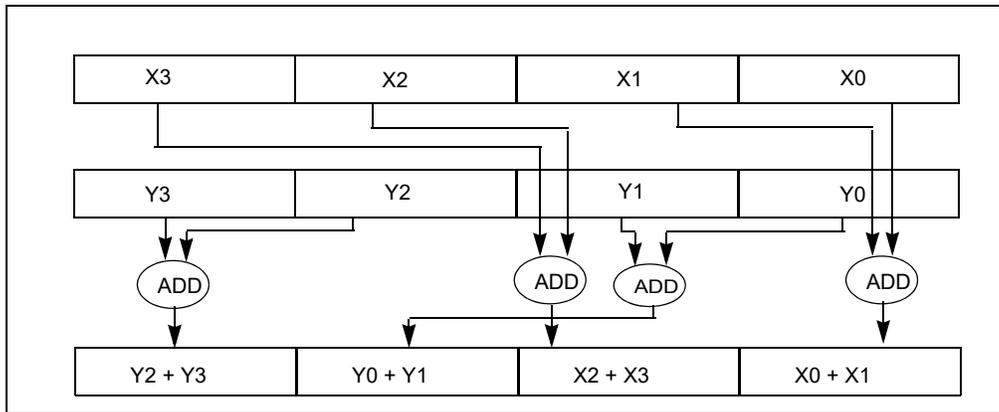 X3 X2 X1 X0
Y3 Y2 Y1 Y0
ADD ADD ADD ADD
Y2 + Y3 Y0 + Y1 X2 + X3 X0 + X1